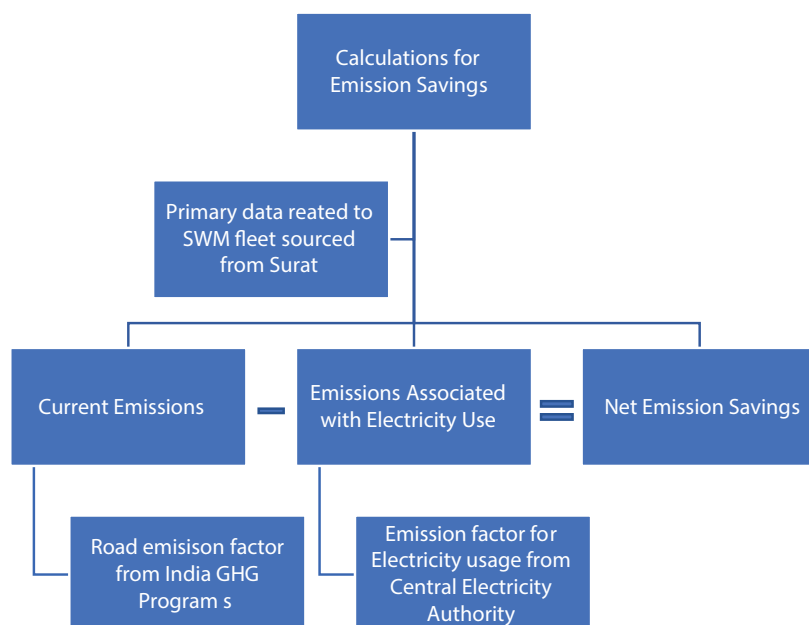 Calculations for
Emission Savings
Primary data reated to
SWM fleet sourced
from Surat
Current Emissions
Emissions Associated
with Electricity Use
Net Emission Savings
Road emisison factor
from India GHG
Program s
Emission factor for
Electricity usage from
Central Electricity
Authority